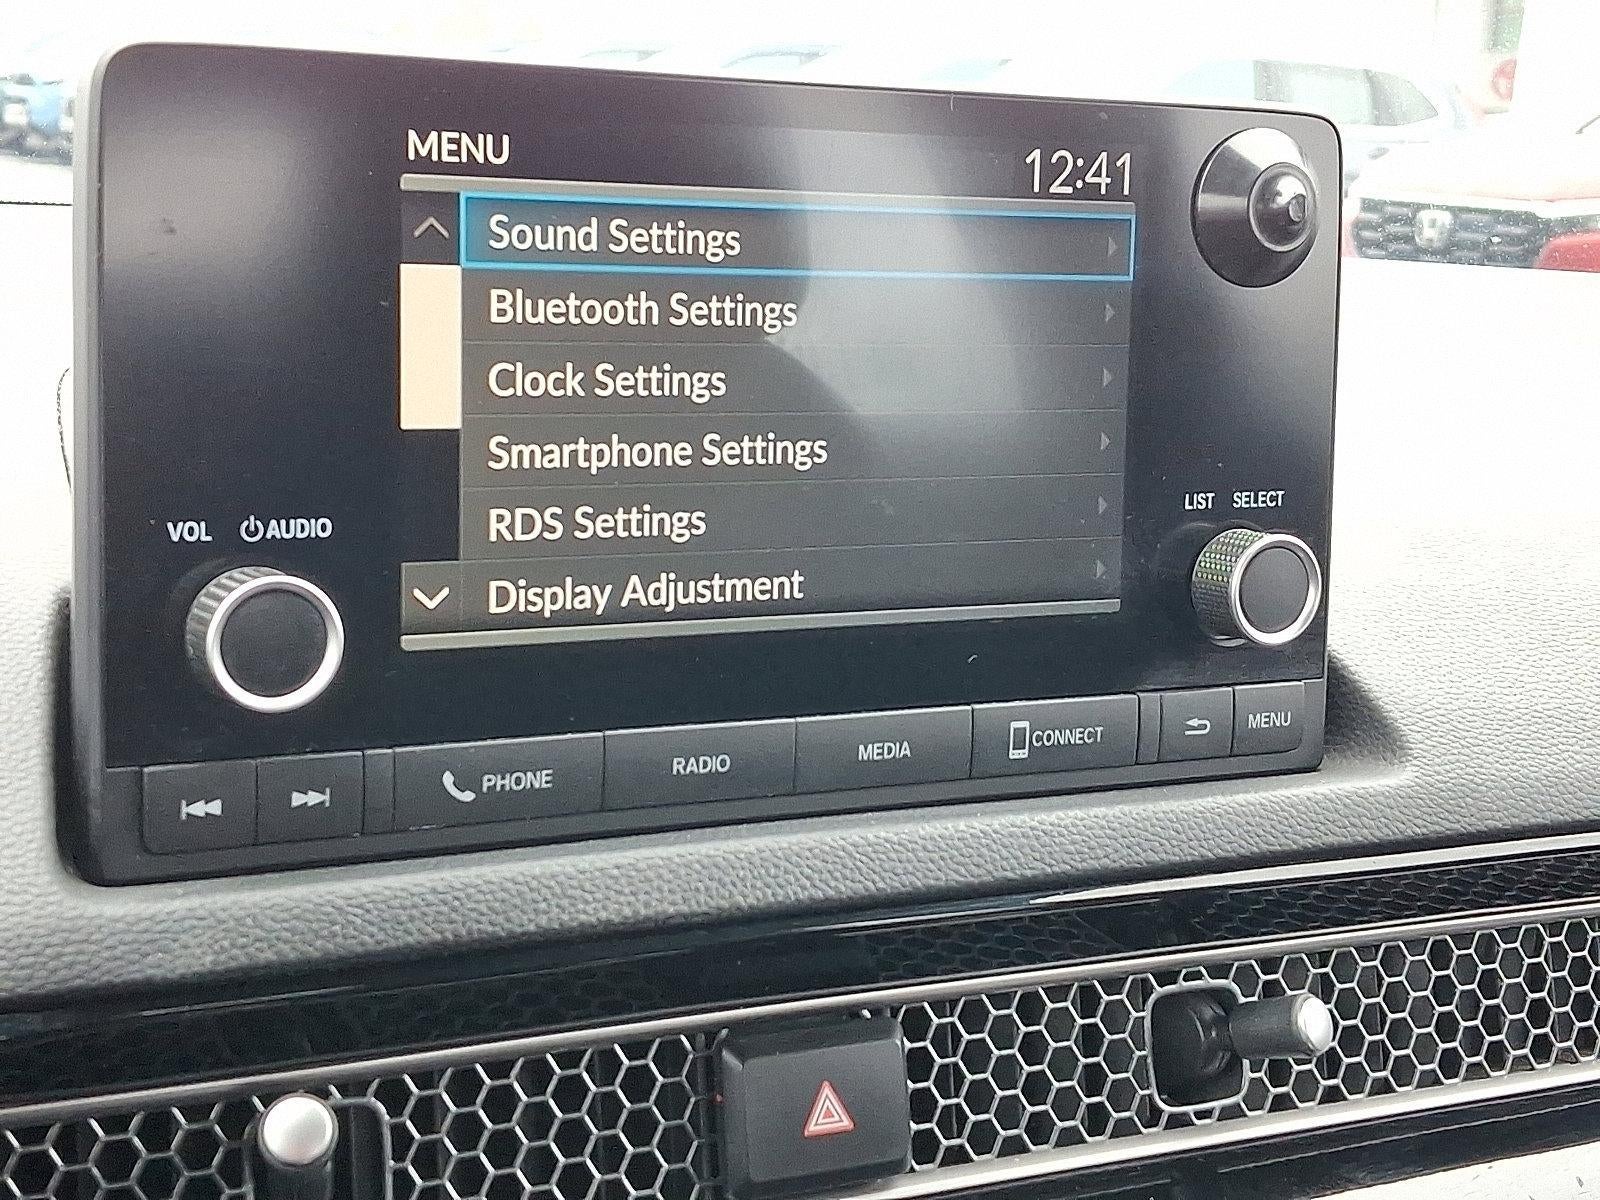 MENU
12:41
Sound Settings
Bluetooth Settings
Clock Settings
Smartphone Settings
RDS Settings
Display Adjustment
VOL AUDIO
LIST SELECT
PHONE
RADIO
MEDIA
CONNECT
MENU